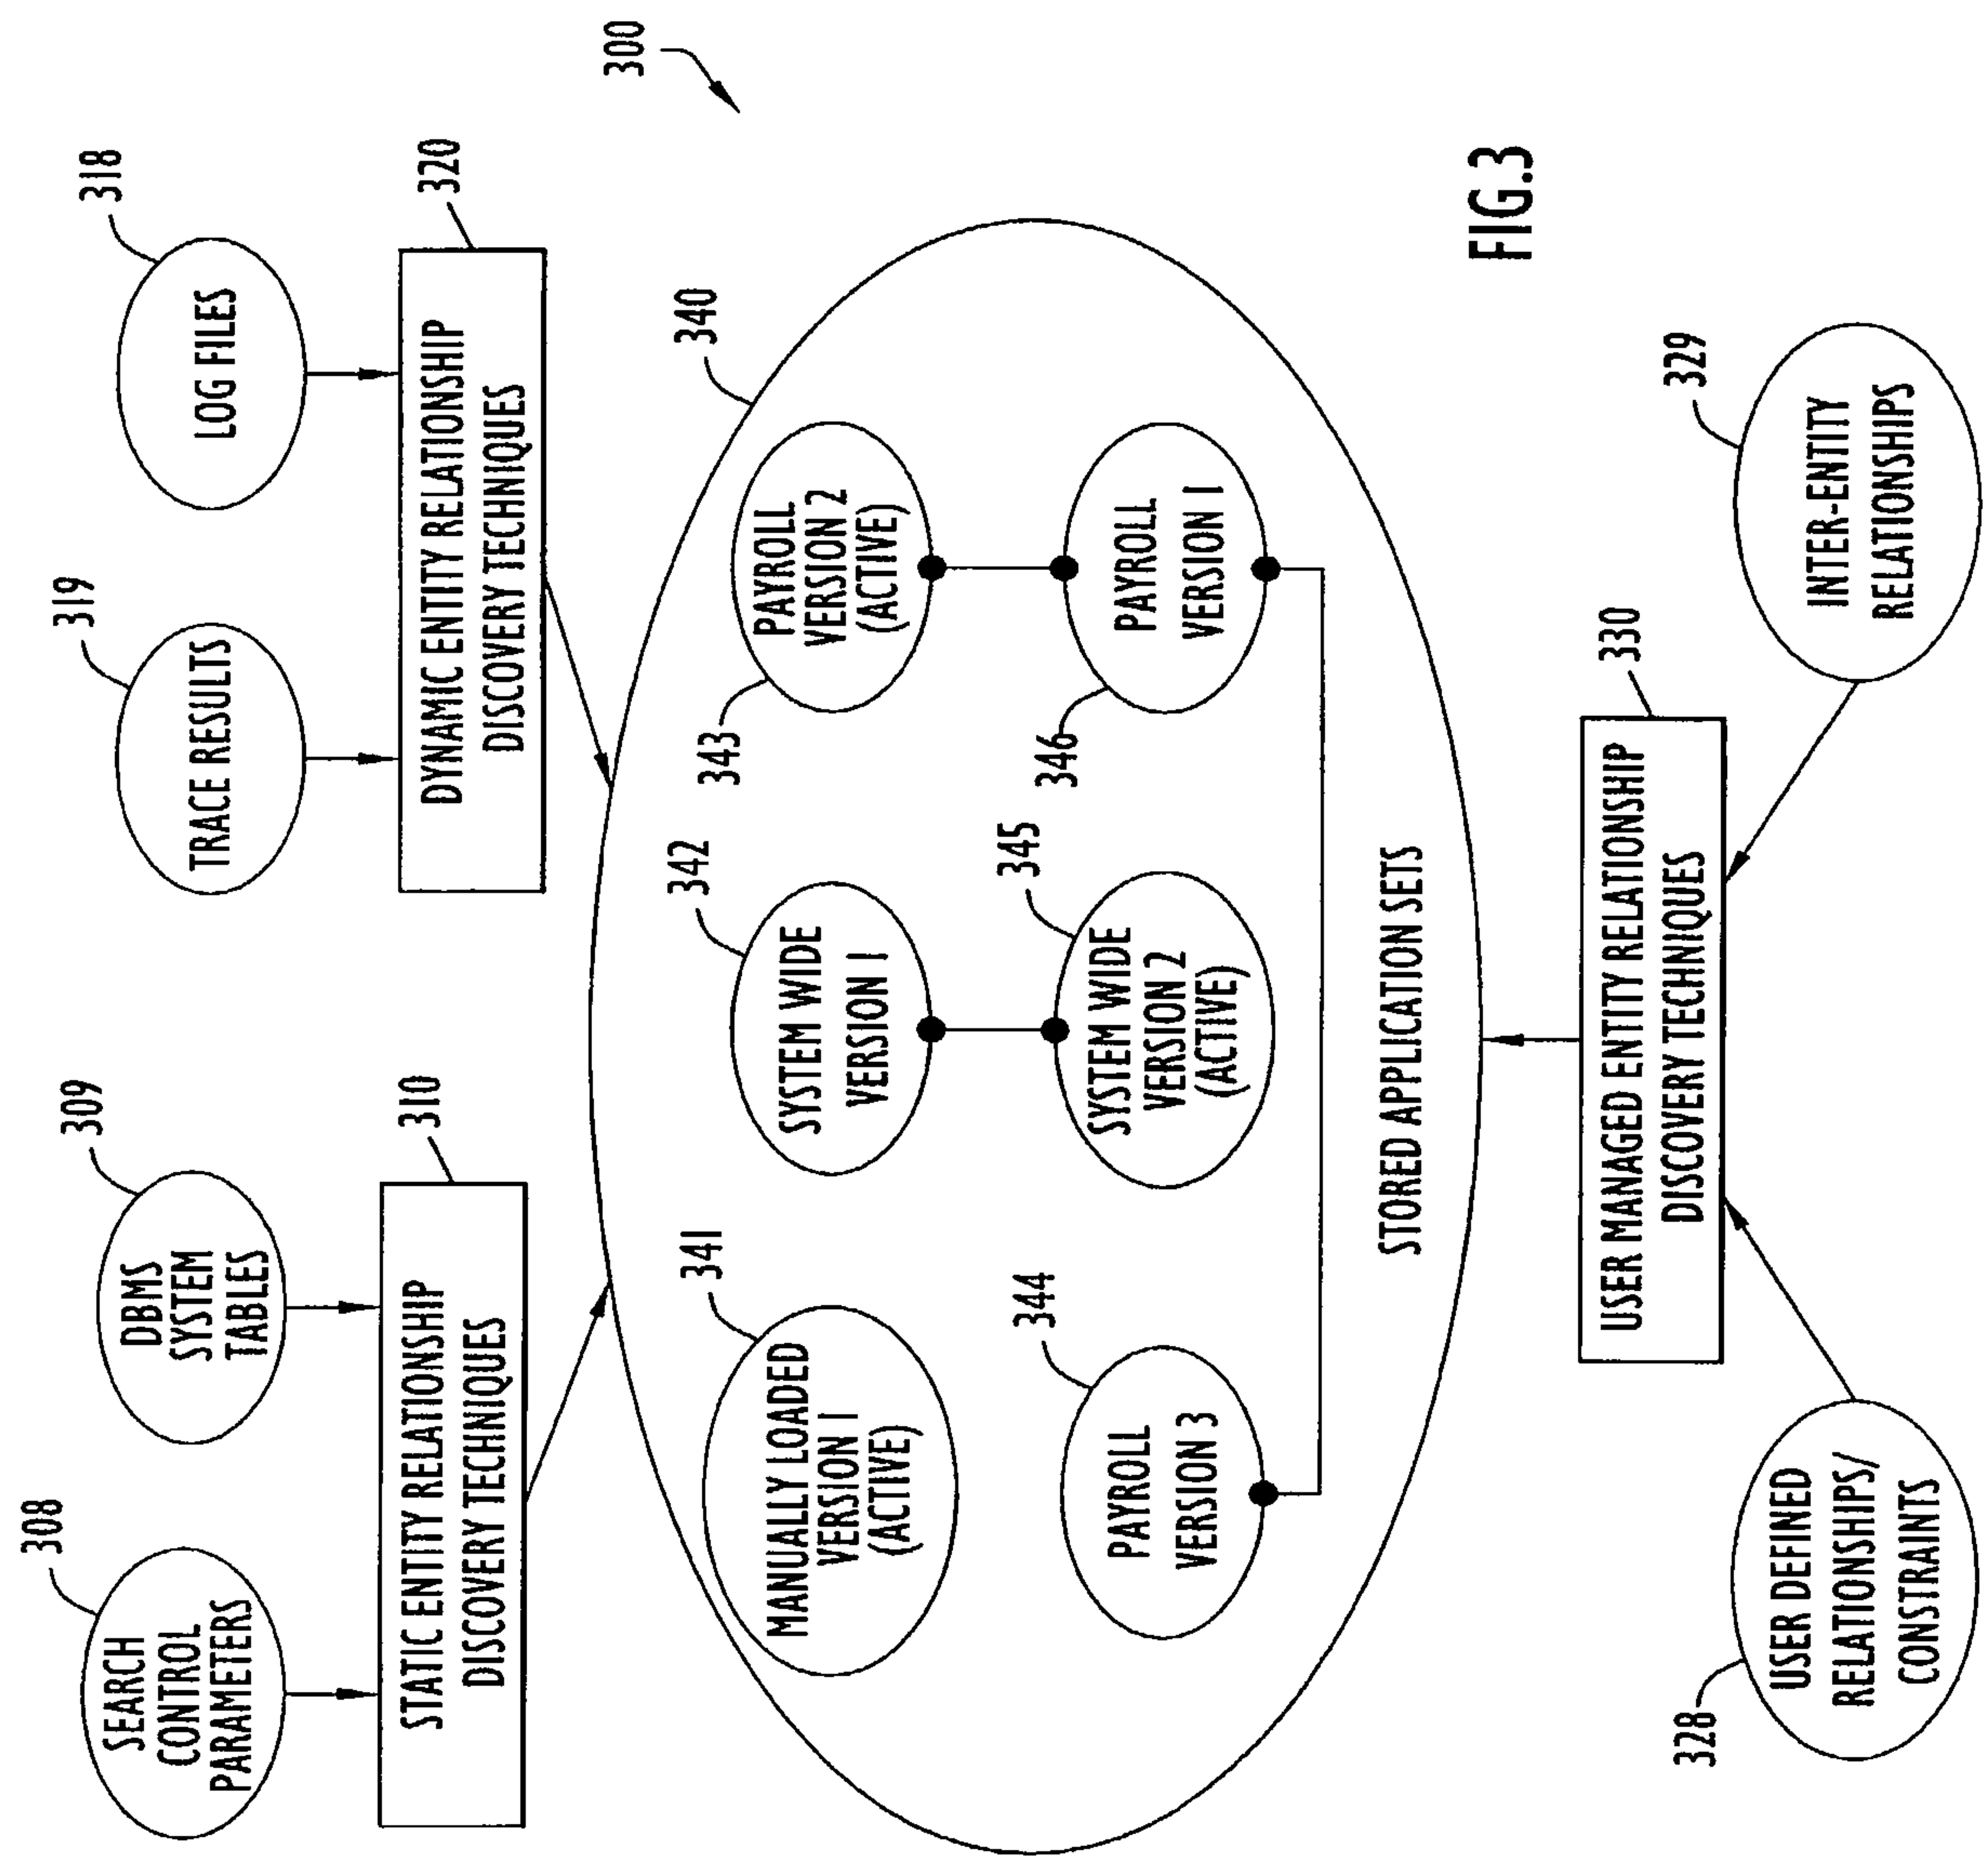 308
SEARCH
CONTROL
PARAMETERS
309
DBMS
SYSTEM
TABLES
319
TRACE RESULTS
318
LOG FILES
310
STATIC ENTITY RELATIONSHIP
DISCOVERY TECHNIQUES
320
DYNAMIC ENTITY RELATIONSHIP
DISCOVERY TECHNIQUES
300
340
341
MANUALLY LOADED
VERSION 1
(ACTIVE)
342
SYSTEM WIDE
VERSION 1
343
PAYROLL
VERSION 2
(ACTIVE)
344
PAYROLL
VERSION 3
345
SYSTEM WIDE
VERSION 2
(ACTIVE)
346
PAYROLL
VERSION 1
STORED APPLICATION SETS
FIG.3
330
USER MANAGED ENTITY RELATIONSHIP
DISCOVERY TECHNIQUES
328
USER DEFINED
RELATIONSHIPS/
CONSTRAINTS
329
INTER-ENTITY
RELATIONSHIPS